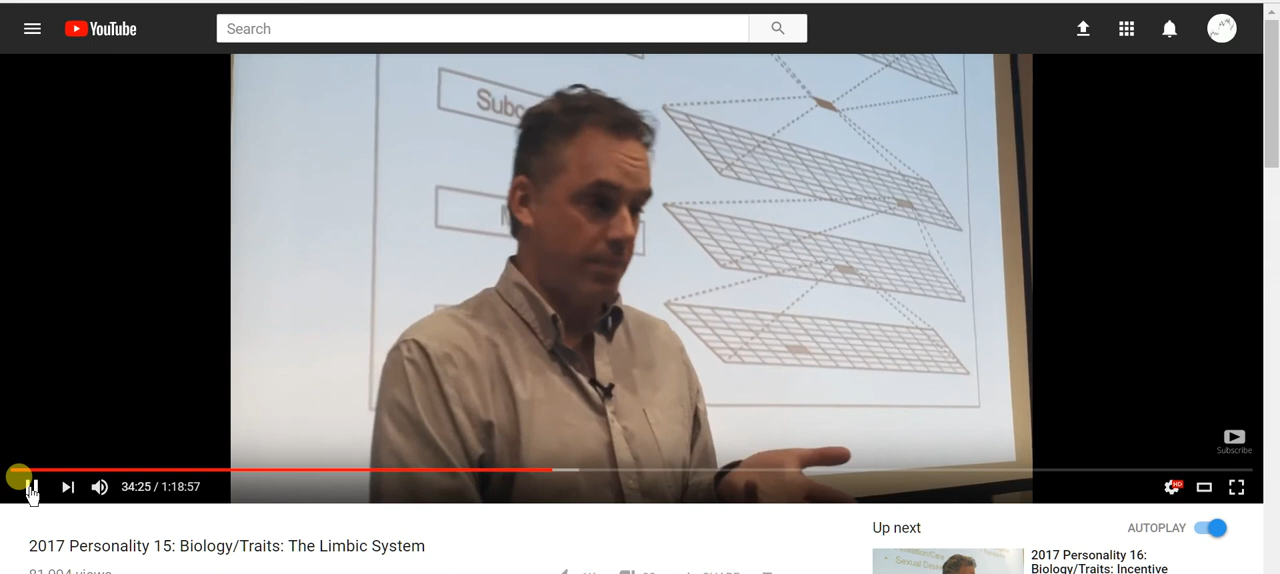 YouTube
Search
Subscribe
34:25 / 1:18:57
HD
2017 Personality 15: Biology/Traits: The Limbic System
Up next
AUTOPLAY
2017 Personality 16:
Biology/Traits: Incentive